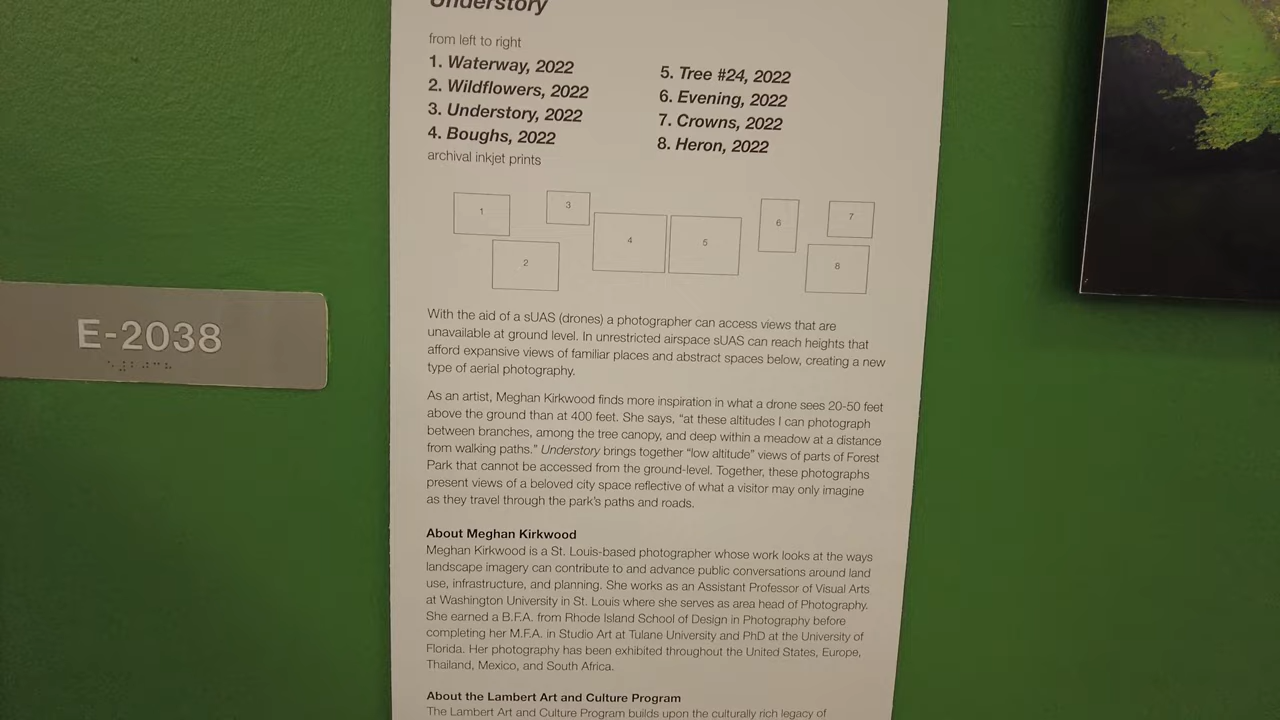 Understory
from left to right
1. Waterway, 2022
2. Wildflowers, 2022
3. Understory, 2022
4. Boughs, 2022
archival inkjet prints
5. Tree #24, 2022
6. Evening, 2022
7. Crowns, 2022
8. Heron, 2022
1
2
3
4
5
6
7
8
With the aid of a sUAS (drones) a photographer can access views that are
unavailable at ground level. In unrestricted airspace sUAS can reach heights that
afford expansive views of familiar places and abstract spaces below, creating a new
type of aerial photography.
As an artist, Meghan Kirkwood finds more inspiration in what a drone sees 20-50 feet
above the ground than at 400 feet. She says, “at these altitudes I can photograph
between branches, among the tree canopy, and deep within a meadow at a distance
from walking paths.” Understory brings together “low altitude” views of parts of Forest
Park that cannot be accessed from the ground-level. Together, these photographs
present views of a beloved city space reflective of what a visitor may only imagine
as they travel through the park’s paths and roads.
About Meghan Kirkwood
Meghan Kirkwood is a St. Louis-based photographer whose work looks at the ways
landscape imagery can contribute to and advance public conversations around land
use, infrastructure, and planning. She works as an Assistant Professor of Visual Arts
at Washington University in St. Louis where she serves as area head of Photography.
She earned a B.F.A. from Rhode Island School of Design in Photography before
completing her M.F.A. in Studio Art at Tulane University and PhD at the University of
Florida. Her photography has been exhibited throughout the United States, Europe,
Thailand, Mexico, and South Africa.
About the Lambert Art and Culture Program
The Lambert Art and Culture Program builds upon the culturally rich legacy of
E-2038